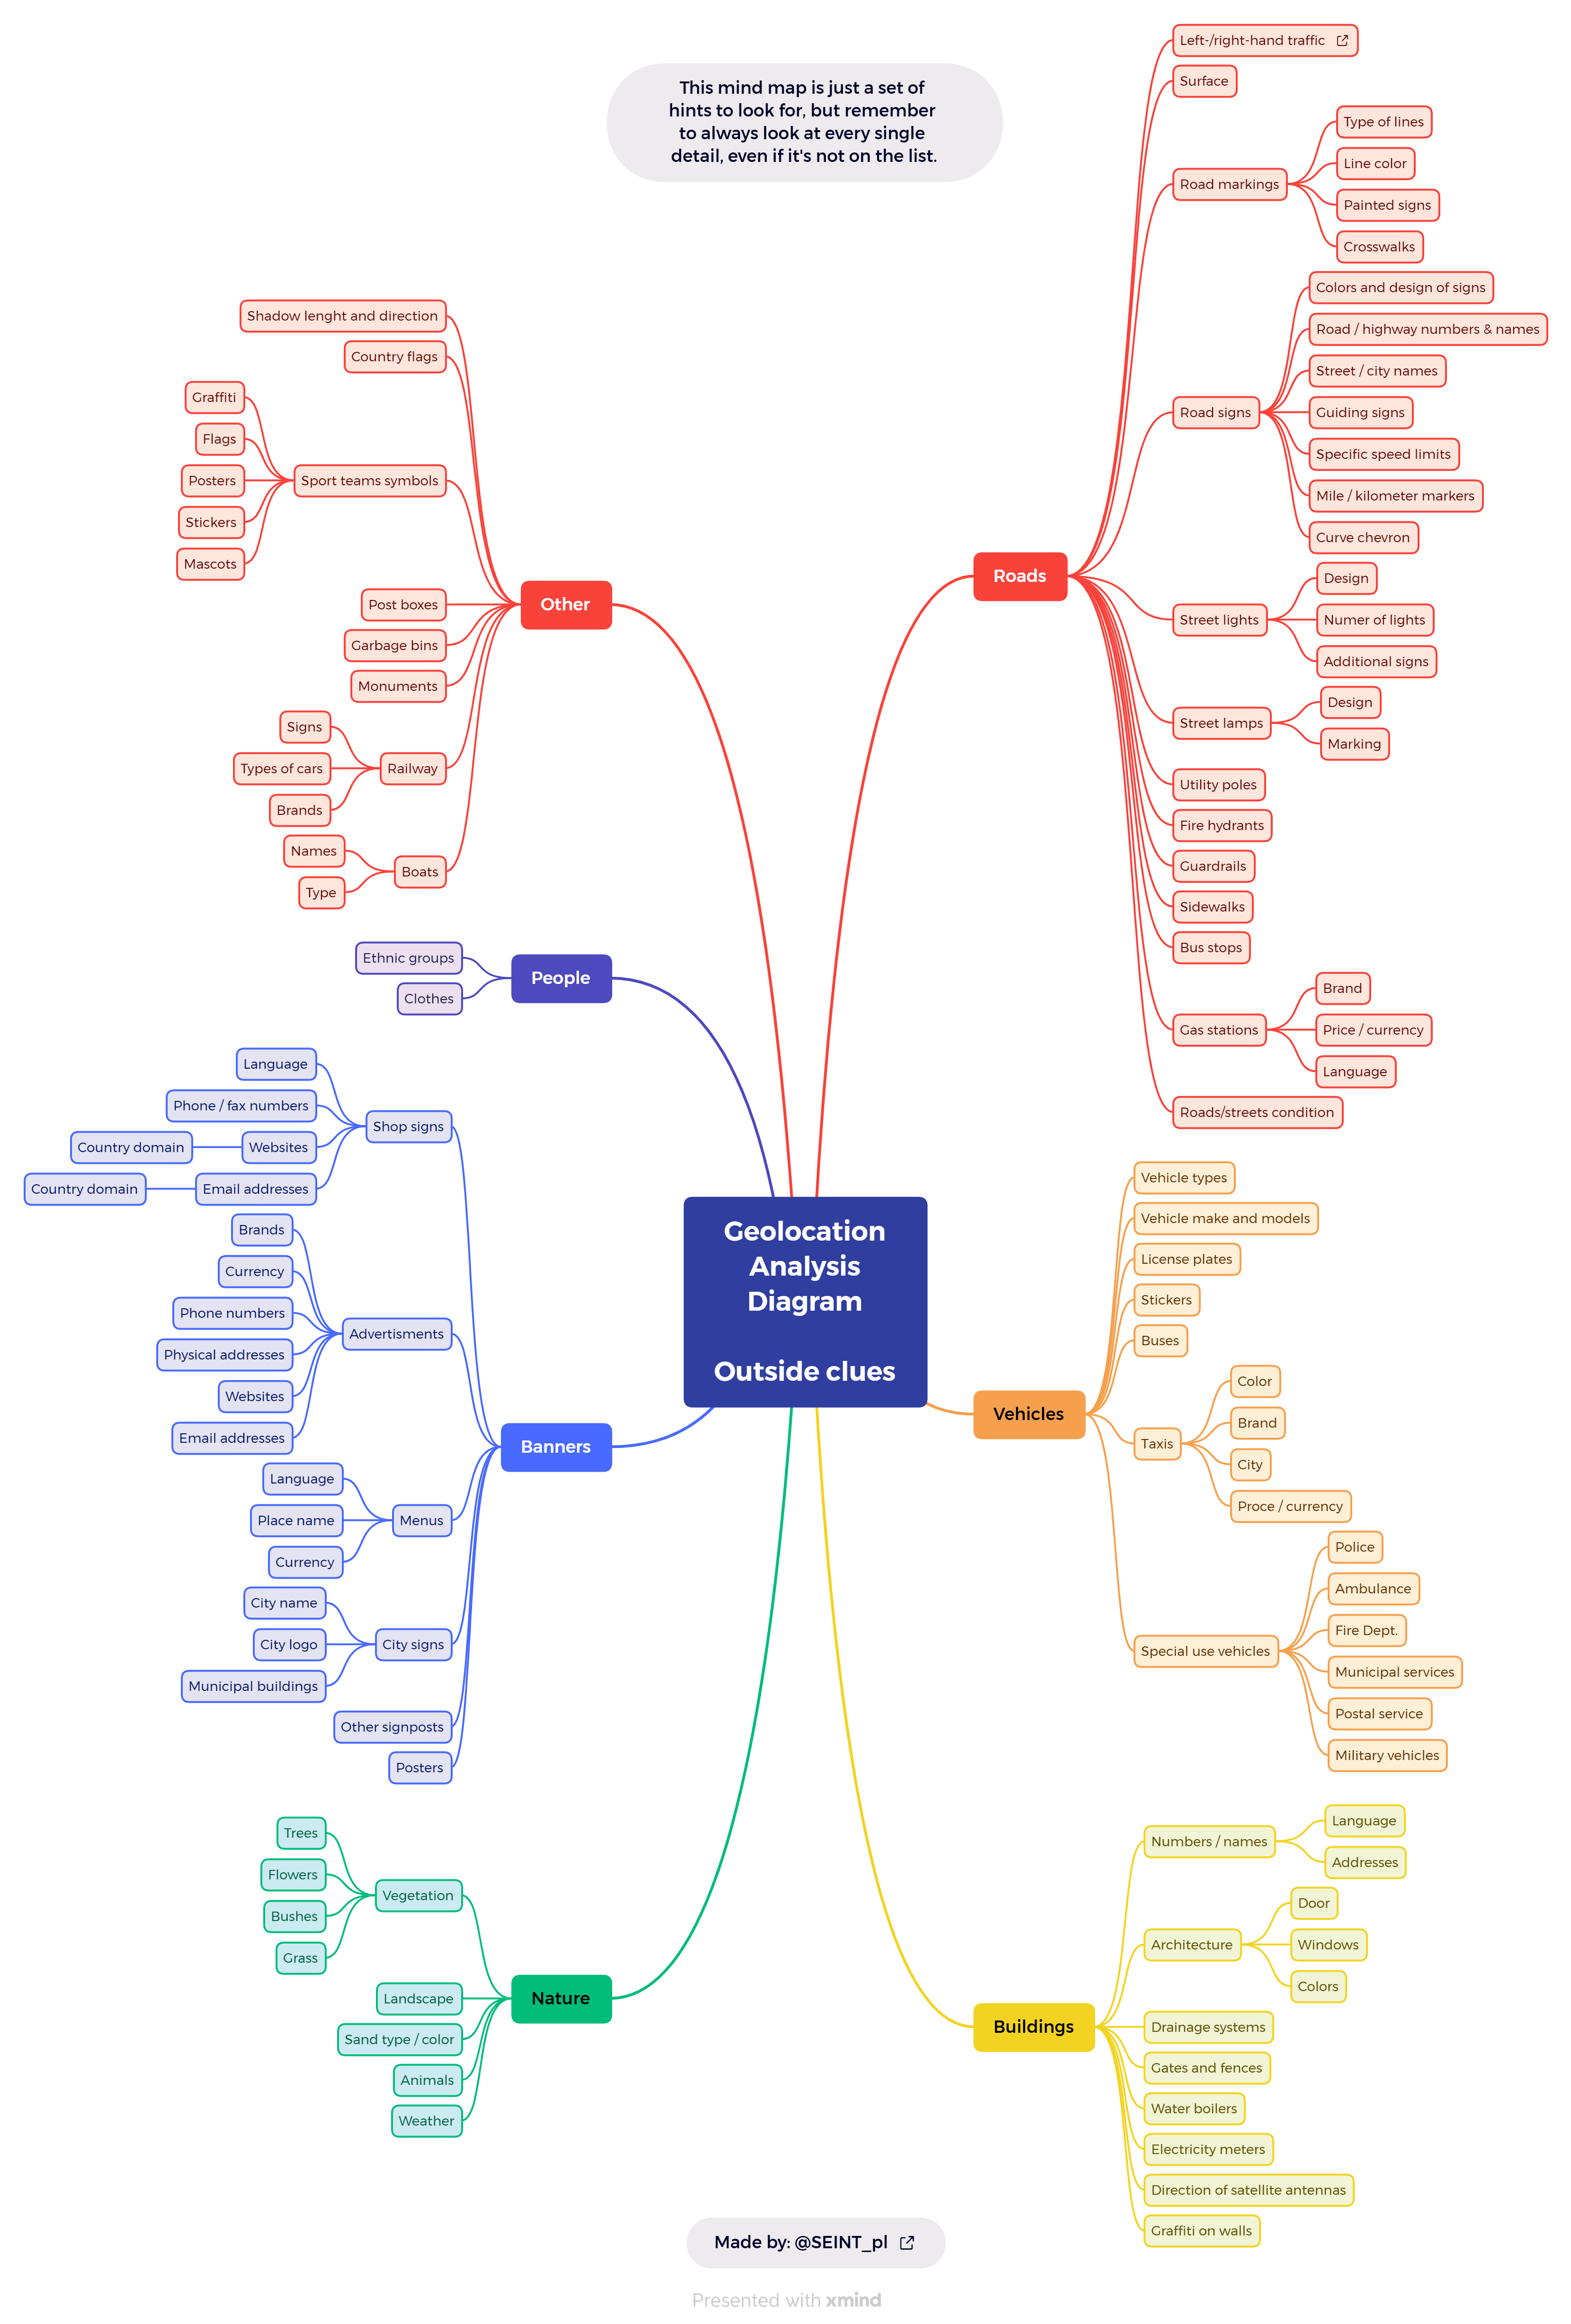 This mind map is just a set of
hints to look for, but remember
to always look at every single
detail, even if it's not on the list.
Geolocation
Analysis
Diagram
Outside clues
Roads
Left-/right-hand traffic
Surface
Road markings
Type of lines
Line color
Painted signs
Crosswalks
Road signs
Colors and design of signs
Road / highway numbers & names
Street / city names
Guiding signs
Specific speed limits
Mile / kilometer markers
Curve chevron
Street lights
Design
Numer of lights
Additional signs
Street lamps
Design
Marking
Utility poles
Fire hydrants
Guardrails
Sidewalks
Bus stops
Gas stations
Brand
Price / currency
Language
Roads/streets condition
Vehicles
Vehicle types
Vehicle make and models
License plates
Stickers
Buses
Taxis
Color
Brand
City
Proce / currency
Special use vehicles
Police
Ambulance
Fire Dept.
Municipal services
Postal service
Military vehicles
Buildings
Numbers / names
Language
Addresses
Architecture
Door
Windows
Colors
Drainage systems
Gates and fences
Water boilers
Electricity meters
Direction of satellite antennas
Graffiti on walls
Other
Shadow lenght and direction
Country flags
Sport teams symbols
Graffiti
Flags
Posters
Stickers
Mascots
Post boxes
Garbage bins
Monuments
Railway
Signs
Types of cars
Brands
Boats
Names
Type
People
Ethnic groups
Clothes
Banners
Shop signs
Language
Phone / fax numbers
Websites
Country domain
Email addresses
Country domain
Advertisments
Brands
Currency
Phone numbers
Physical addresses
Websites
Email addresses
Menus
Language
Place name
Currency
City signs
City name
City logo
Municipal buildings
Other signposts
Posters
Nature
Vegetation
Trees
Flowers
Bushes
Grass
Landscape
Sand type / color
Animals
Weather
Made by: @SEINT_pl
Presented with xmind